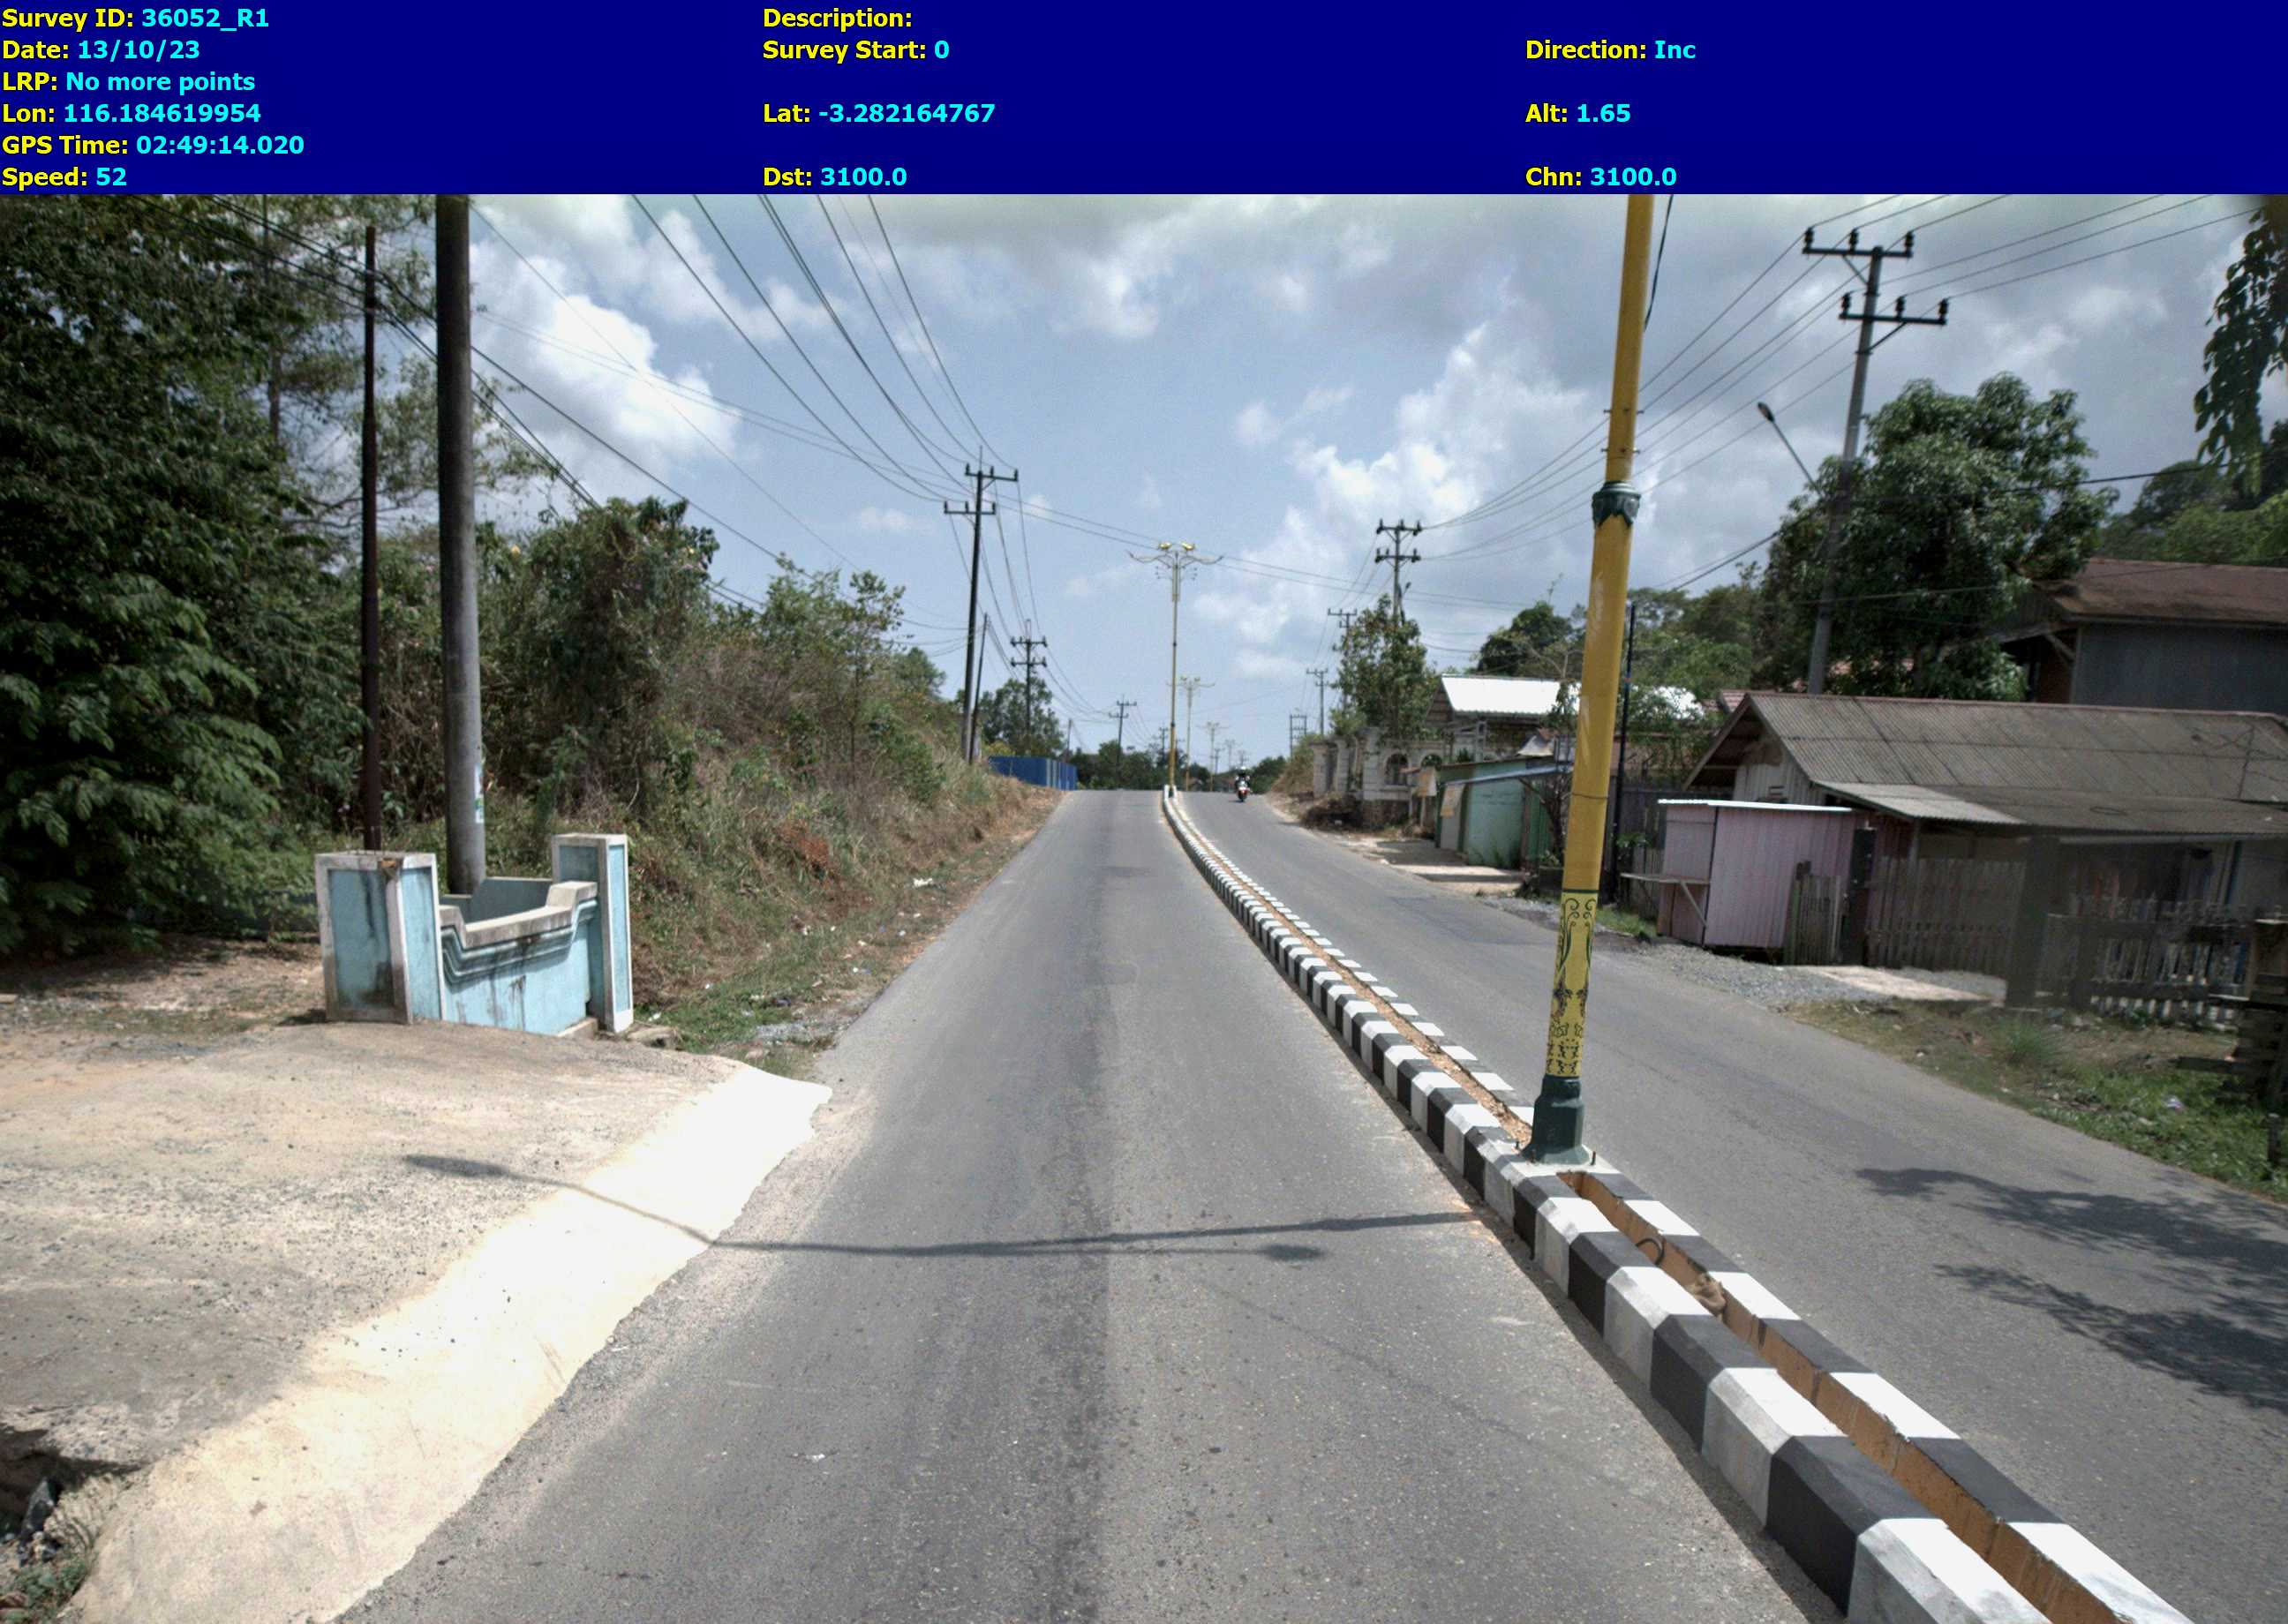 Survey ID: 36052_R1
Description:
Date: 13/10/23
Survey Start: 0
Direction: Inc
LRP: No more points
Lon: 116.184619954
Lat: -3.282164767
Alt: 1.65
GPS Time: 02:49:14.020
Speed: 52
Dst: 3100.0
Chn: 3100.0